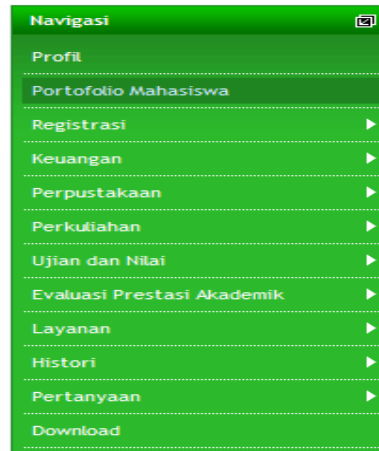 Navigasi
Profil
Portofolio Mahasiswa
Registrasi
Keuangan
Perpustakaan
Perkuliahan
Ujian dan Nilai
Evaluasi Prestasi Akademik
Layanan
Histori
Pertanyaan
Download